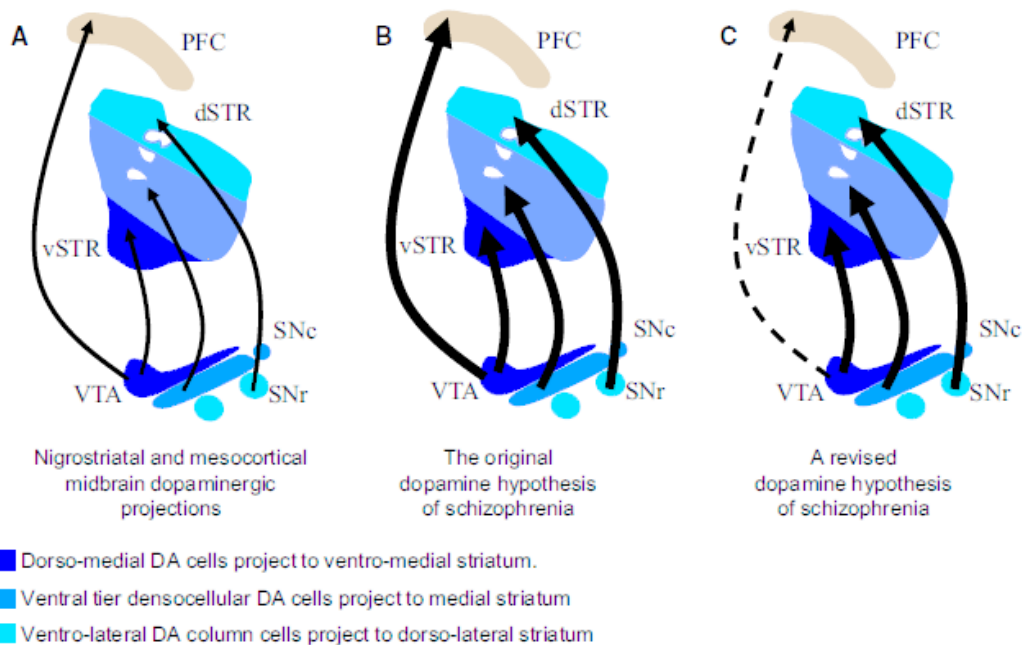 A
PFC
dSTR
vSTR
SNc
VTA
SNr
Nigrostriatal and mesocortical
midbrain dopaminergic
projections
B
PFC
dSTR
vSTR
SNc
VTA
SNr
The original
dopamine hypothesis
of schizophrenia
C
PFC
dSTR
vSTR
SNc
VTA
SNr
A revised
dopamine hypothesis
of schizophrenia
Dorso-medial DA cells project to ventro-medial striatum.
Ventral tier densocellular DA cells project to medial striatum
Ventro-lateral DA column cells project to dorso-lateral striatum